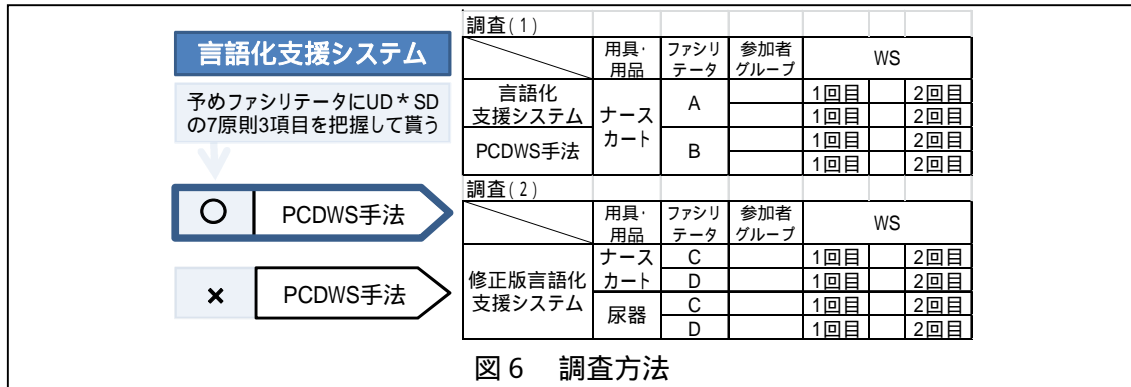 言語化支援システム
予めファシリテータにUD*SD
の7原則3項目を把握して貰う
○ PCDWS手法
× PCDWS手法
調査(1)
用具・用品 ファシリテータ 参加者グループ WS
言語化支援システム ナースカート A 1回目 2回目
1回目 2回目
PCDWS手法 B 1回目 2回目
1回目 2回目
調査(2)
用具・用品 ファシリテータ 参加者グループ WS
修正版言語化支援システム ナースカート C 1回目 2回目
D 1回目 2回目
尿器 C 1回目 2回目
D 1回目 2回目
図6 調査方法